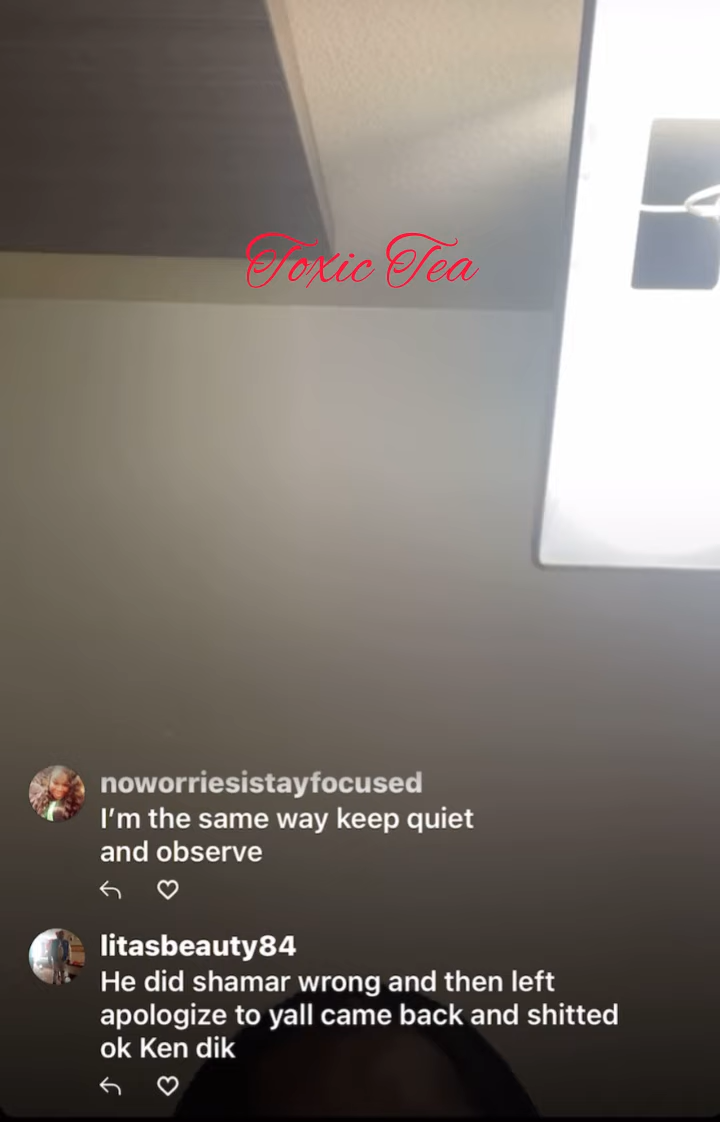 Toxic Tea
noworriesistayfocused
I’m the same way keep quiet
and observe
litasbeauty84
He did shamar wrong and then left
apologize to yall came back and shitted
ok Ken dik